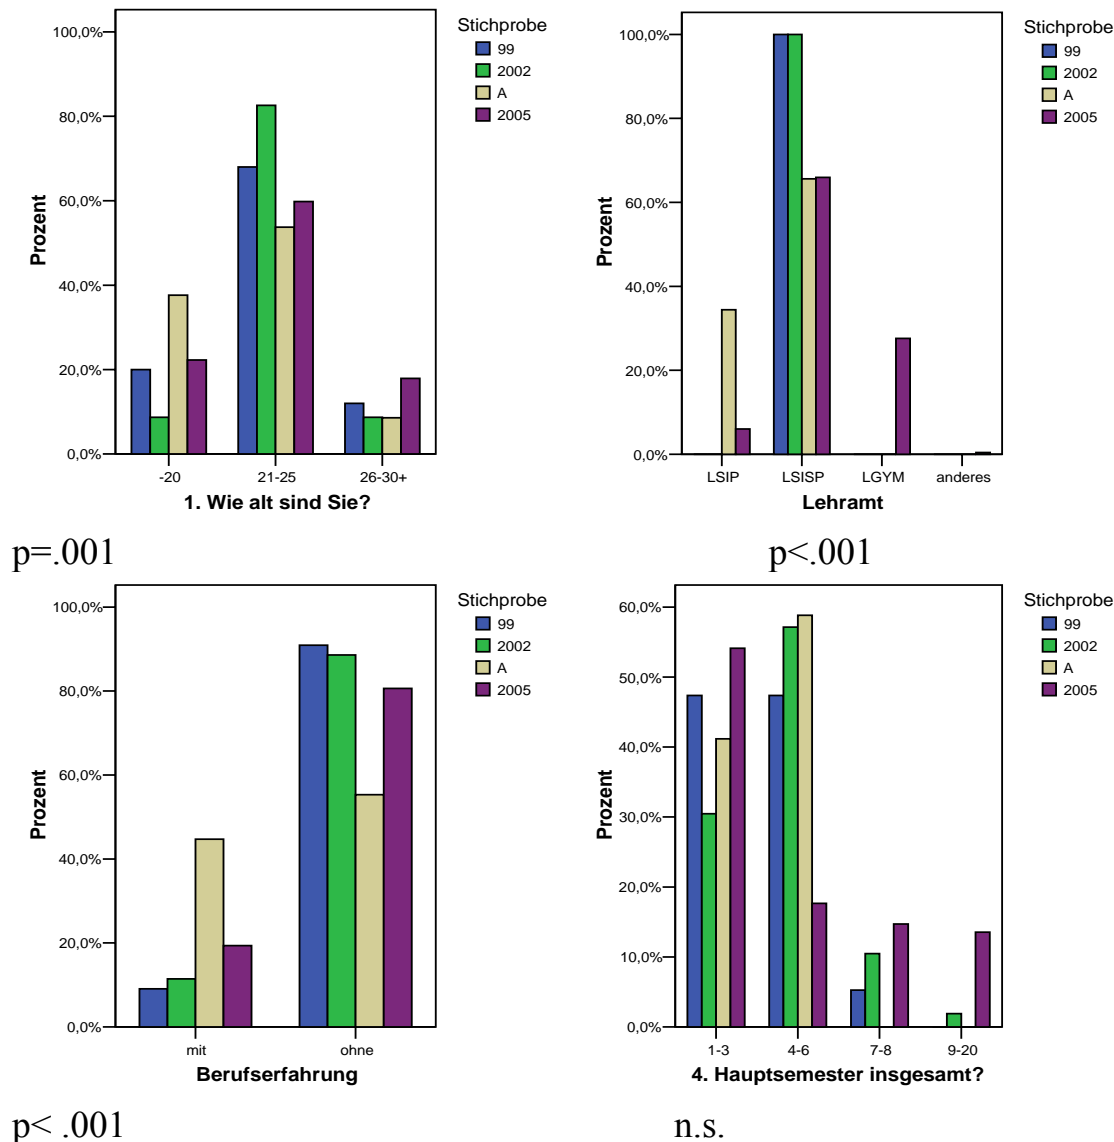 Stichprobe
99
2002
A
2005
100,0%
80,0%
60,0%
40,0%
20,0%
0,0%
Prozent
-20 21-25 26-30+
1. Wie alt sind Sie?
p=.001
Stichprobe
99
2002
A
2005
100,0%
80,0%
60,0%
40,0%
20,0%
0,0%
Prozent
LSIP LSISP LGYM anderes
Lehramt
p<.001
Stichprobe
99
2002
A
2005
100,0%
80,0%
60,0%
40,0%
20,0%
0,0%
Prozent
mit ohne
Berufserfahrung
p< .001
Stichprobe
99
2002
A
2005
60,0%
50,0%
40,0%
30,0%
20,0%
10,0%
0,0%
Prozent
1-3 4-6 7-8 9-20
4. Hauptsemester insgesamt?
n.s.